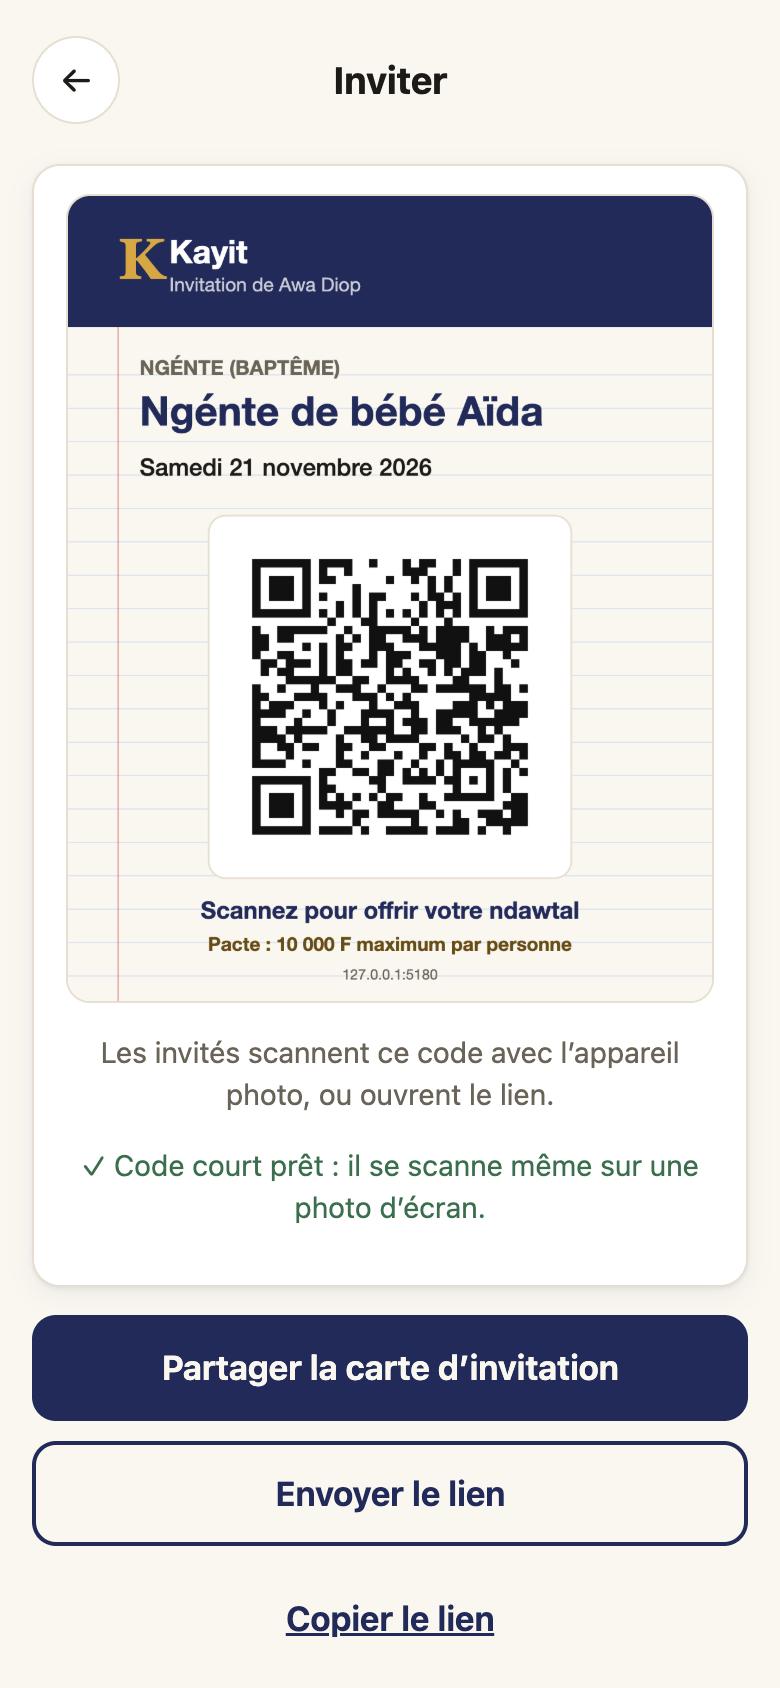 Inviter
K Kayit
Invitation de Awa Diop
NGÉNTE (BAPTÊME)
Ngénte de bébé Aïda
Samedi 21 novembre 2026
Scannez pour offrir votre ndawtal
Pacte : 10 000 F maximum par personne
127.0.0.1:5180
Les invités scannent ce code avec l’appareil
photo, ou ouvrent le lien.
✓ Code court prêt : il se scanne même sur une
photo d’écran.
Partager la carte d’invitation
Envoyer le lien
Copier le lien